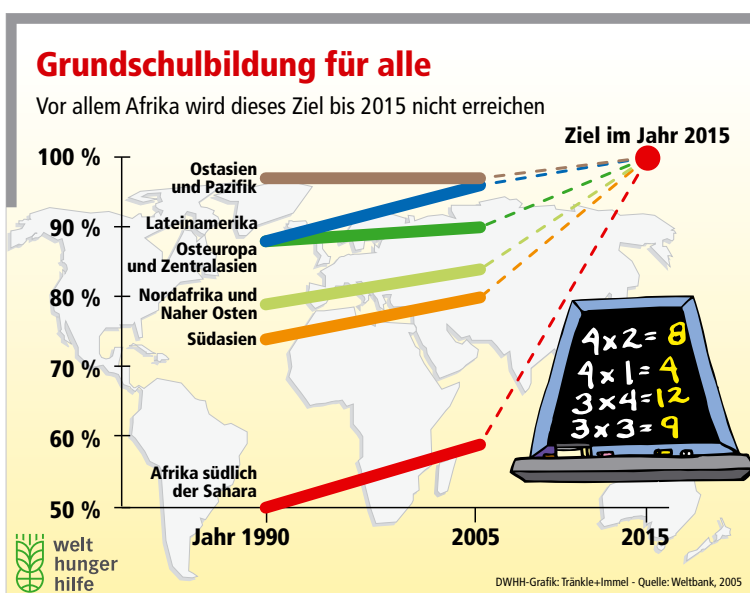 Grundschulbildung für alle
Vor allem Afrika wird dieses Ziel bis 2015 nicht erreichen
Ziel im Jahr 2015
100 %
90 %
80 %
70 %
60 %
50 %
Ostasien
und Pazifik
Lateinamerika
Osteuropa
und Zentralasien
Nordafrika und
Naher Osten
Südasien
Afrika südlich
der Sahara
4x2=8
4x1=4
3x4=12
3x3=9
Jahr 1990
2005
2015
welt
hunger
hilfe
DWHH-Grafik: Tränkle+Immel - Quelle: Weltbank, 2005